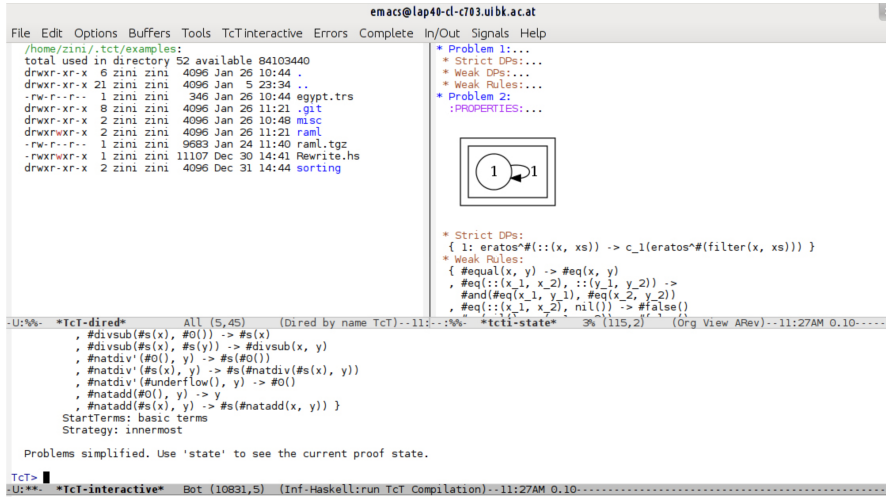 emacs@lap40-cl-c703.uibk.ac.at
File Edit Options Buffers Tools TcTinteractive Errors Complete In/Out Signals Help
/home/zini/.tct/examples:
total used in directory 52 available 84103440
drwxr-xr-x 6 zini zini 4096 Jan 26 10:44 .
drwxr-xr-x 21 zini zini 4096 Jan 5 23:34 ..
-rw-r--r-- 1 zini zini 346 Jan 26 10:44 egypt.trs
drwxr-xr-x 8 zini zini 4096 Jan 26 11:21 .git
drwxr-xr-x 2 zini zini 4096 Jan 26 10:48 misc
drwxrwxr-x 2 zini zini 4096 Jan 26 11:21 raml
-rw-r--r-- 1 zini zini 9683 Jan 24 11:40 raml.tgz
-rwxrwxr-x 1 zini zini 11107 Dec 30 14:41 Rewrite.hs
drwxr-xr-x 2 zini zini 4096 Dec 31 14:44 sorting
-U:%%- *TcT-dired* All (5,45) (Dired by name TcT)--11:
* Problem 1:...
* Strict DPs:...
* Weak DPs:...
* Weak Rules:...
* Problem 2:
:PROPERTIES:...
1 1
* Strict DPs:
{ 1: eratos^#(::(x, xs)) -> c_1(eratos^#(filter(x, xs))) }
* Weak Rules:
{ #equal(x, y) -> #eq(x, y)
, #eq(::(x_1, x_2), ::(y_1, y_2)) ->
#and(#eq(x_1, y_1), #eq(x_2, y_2))
, #eq(::(x_1, x_2), nil()) -> #false()
--:%%- *tcti-state* 3% (115,2) (Org View ARev)--11:27AM 0.10-----
, #divsub(#s(x), #0()) -> #s(x)
, #divsub(#s(x), #s(y)) -> #divsub(x, y)
, #natdiv'(#0(), y) -> #s(#0())
, #natdiv'(#s(x), y) -> #s(#natdiv(#s(x), y))
, #natdiv'(#underflow(), y) -> #0()
, #natadd(#0(), y) -> y
, #natadd(#s(x), y) -> #s(#natadd(x, y)) }
StartTerms: basic terms
Strategy: innermost
Problems simplified. Use 'state' to see the current proof state.
TcT>
-U:**- *TcT-interactive* Bot (10831,5) (Inf-Haskell:run TcT Compilation)--11:27AM 0.10-----------------------------------------------